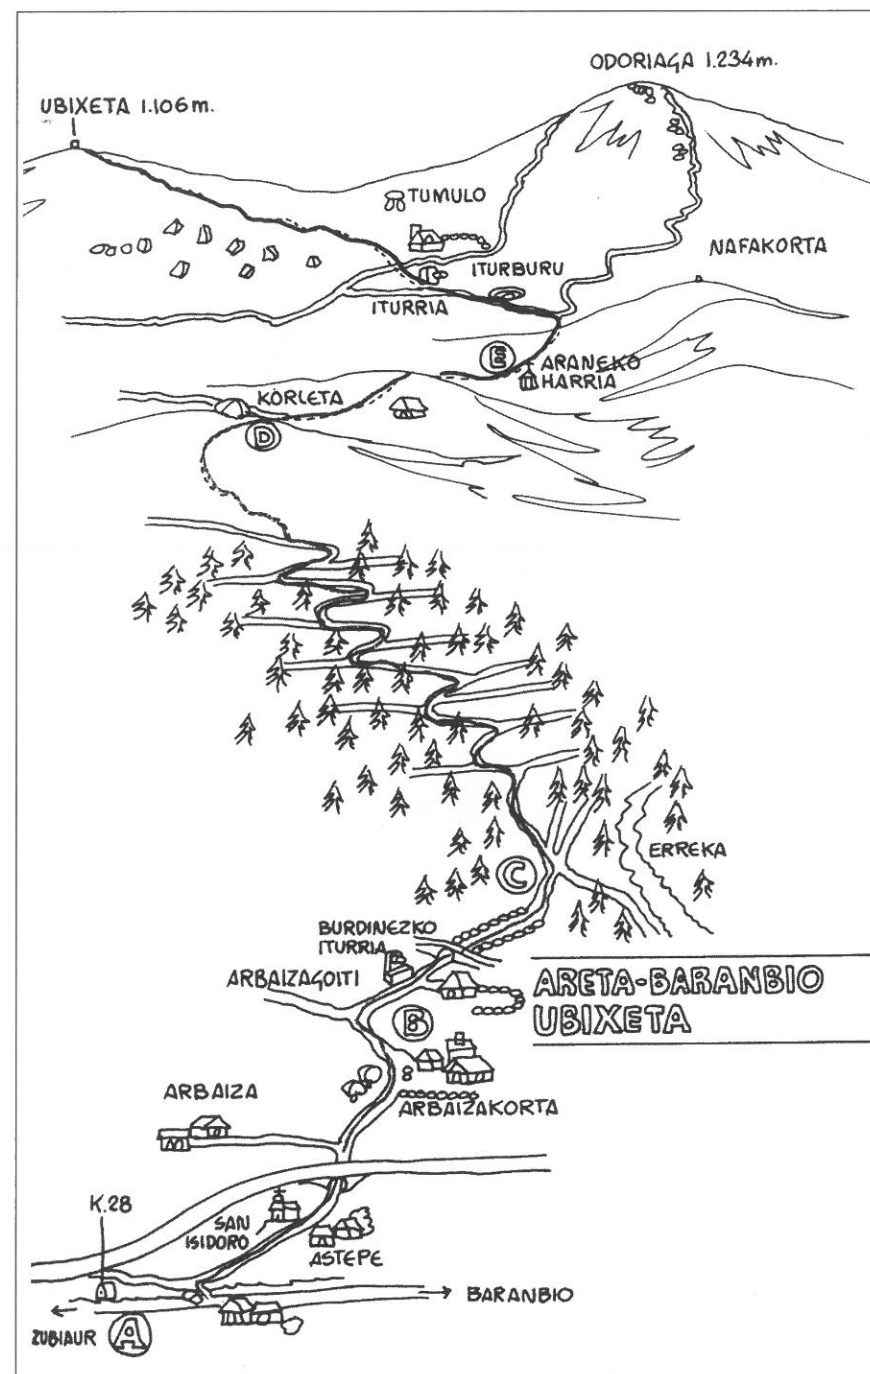 ODORIAGA 1.234m.
UBIXETA 1.106m.
TUMULO
NAFAKORTA
ITURBURU
ITURRIA
E
ARANEKO
HARRIA
KORLETA
D
C
ERREKA
BURDINEZKO
ITURRIA
ARBAIZAGOITI
ARETA-BARANBIO
UBIXETA
B
ARBAIZA
ARBAIZAKORTA
K.28
SAN
ISIDORO
ASTEPE
BARANBIO
ZUBIAUR
A